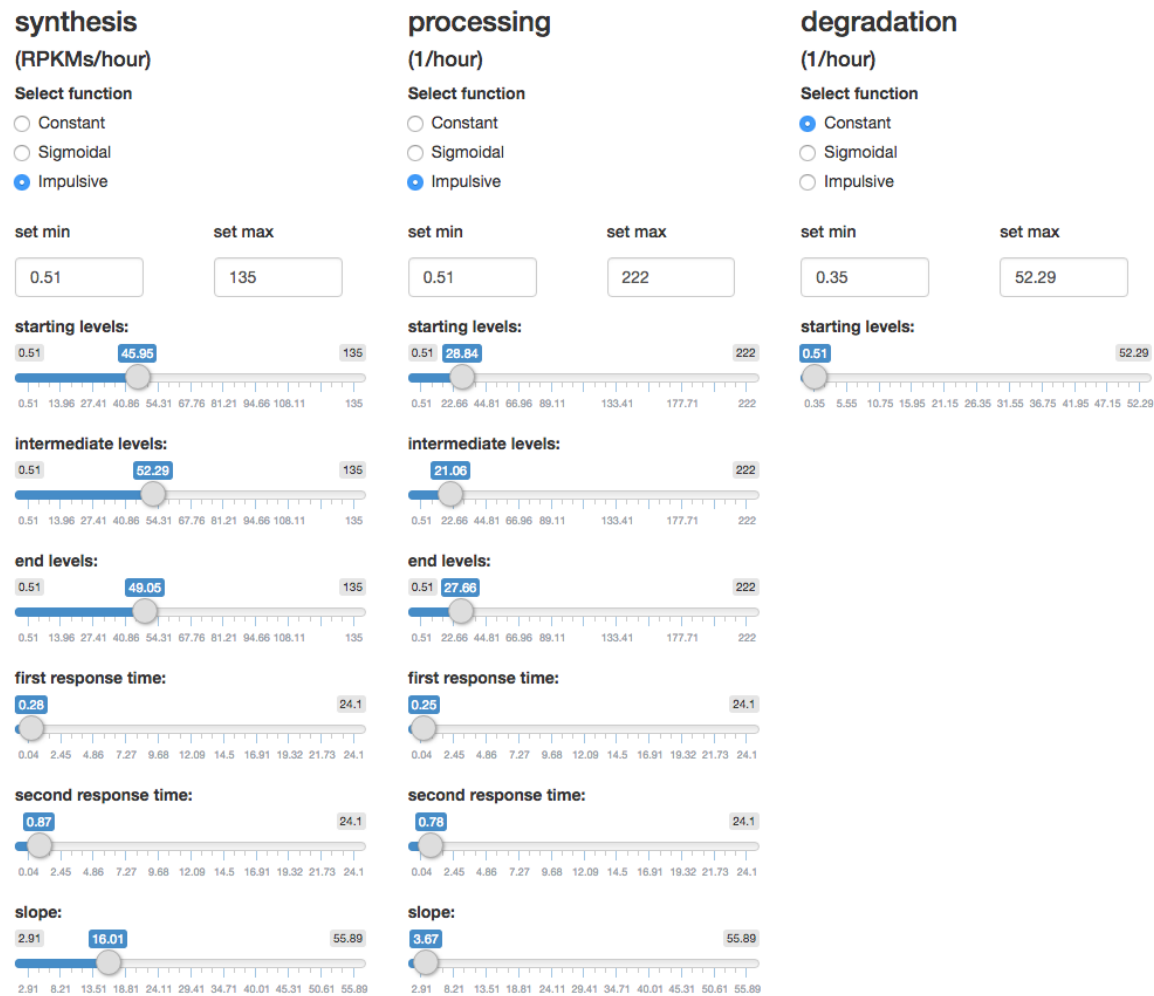 synthesis
(RPKMs/hour)
Select function
Constant
Sigmoidal
Impulsive
set min set max
0.51 135
starting levels:
0.51 45.95 135
0.51 13.96 27.41 40.86 54.31 67.76 81.21 94.66 108.11 135
intermediate levels:
0.51 52.29 135
0.51 13.96 27.41 40.86 54.31 67.76 81.21 94.66 108.11 135
end levels:
0.51 49.05 135
0.51 13.96 27.41 40.86 54.31 67.76 81.21 94.66 108.11 135
first response time:
0.28 24.1
0.04 2.45 4.86 7.27 9.68 12.09 14.5 16.91 19.32 21.73 24.1
second response time:
0.87 24.1
0.04 2.45 4.86 7.27 9.68 12.09 14.5 16.91 19.32 21.73 24.1
slope:
2.91 16.01 55.89
2.91 8.21 13.51 18.81 24.11 29.41 34.71 40.01 45.31 50.61 55.89
processing
(1/hour)
Select function
Constant
Sigmoidal
Impulsive
set min set max
0.51 222
starting levels:
0.51 28.84 222
0.51 22.66 44.81 66.96 89.11 133.41 177.71 222
intermediate levels:
21.06 222
0.51 22.66 44.81 66.96 89.11 133.41 177.71 222
end levels:
0.51 27.66 222
0.51 22.66 44.81 66.96 89.11 133.41 177.71 222
first response time:
0.25 24.1
0.04 2.45 4.86 7.27 9.68 12.09 14.5 16.91 19.32 21.73 24.1
second response time:
0.78 24.1
0.04 2.45 4.86 7.27 9.68 12.09 14.5 16.91 19.32 21.73 24.1
slope:
3.67 55.89
2.91 8.21 13.51 18.81 24.11 29.41 34.71 40.01 45.31 50.61 55.89
degradation
(1/hour)
Select function
Constant
Sigmoidal
Impulsive
set min set max
0.35 52.29
starting levels:
0.51 52.29
0.35 5.55 10.75 15.95 21.15 26.35 31.55 36.75 41.95 47.15 52.29